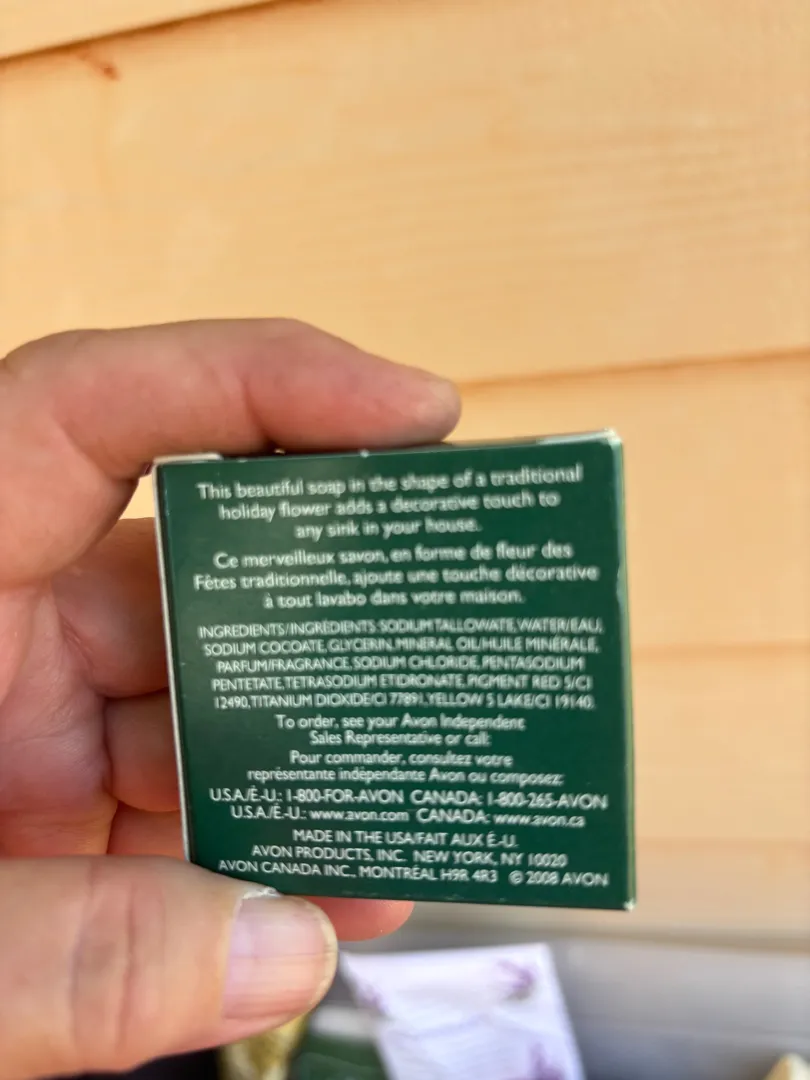 This beautiful soap in the shape of a traditional
holiday flower adds a decorative touch to
any sink in your house.
Ce merveilleux savon, en forme de fleur des
Fêtes traditionnelle, ajoute une touche décorative
à tout lavabo dans votre maison.
INGREDIENTS/INGRÉDIENTS: SODIUM TALLOWATE, WATER/EAU,
SODIUM COCOATE, GLYCERIN, MINERAL OIL/HUILE MINÉRALE,
PARFUM/FRAGRANCE, SODIUM CHLORIDE, PENTASODIUM
PENTETATE, TETRASODIUM ETIDRONATE, PIGMENT RED 5/CI
12490, TITANIUM DIOXIDE/CI 77891, YELLOW 5 LAKE/CI 19140.
To order, see your Avon Independent
Sales Representative or call:
Pour commander, consultez votre
représentante indépendante Avon ou composez:
U.S.A./É.-U.: 1-800-FOR-AVON CANADA: 1-800-265-AVON
U.S.A./É.-U.: www.avon.com CANADA: www.avon.ca
MADE IN THE USA/FAIT AUX É.-U.
AVON PRODUCTS, INC. NEW YORK, NY 10020
AVON CANADA INC., MONTRÉAL H9R 4R3 © 2008 AVON